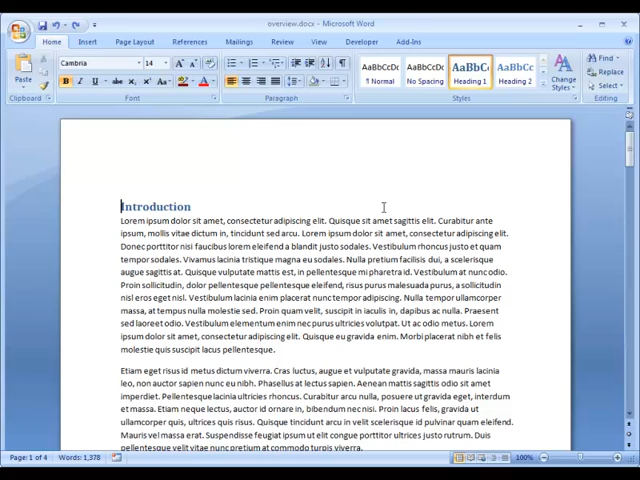 overview.docx - Microsoft Word
Home Insert Page Layout References Mailings Review View Developer Add-Ins
Cambria 14
AaBbCcDc AaBbCcDc AaBbC AaBbCc
Paste
¶ Normal No Spacing Heading 1 Heading 2
Change Styles
Find
Replace
Select
Clipboard Font Paragraph Styles Editing
Introduction
Lorem ipsum dolor sit amet, consectetur adipiscing elit. Quisque sit amet sagittis elit. Curabitur ante
ipsum, mollis vitae dictum in, tincidunt sed arcu. Lorem ipsum dolor sit amet, consectetur adipiscing elit.
Donec porttitor nisi faucibus lorem eleifend a blandit justo sodales. Vestibulum rhoncus justo et quam
tempor sodales. Vivamus lacinia tristique magna eu sodales. Nulla pretium facilisis dui, a scelerisque
augue sagittis at. Quisque vulputate mattis est, in pellentesque mi pharetra id. Vestibulum at nunc odio.
Proin sollicitudin, dolor pellentesque pellentesque eleifend, risus purus malesuada purus, a sollicitudin
nisl eros eget nisl. Vestibulum lacinia enim placerat nunc tempor adipiscing. Nulla tempor ullamcorper
massa, at tempus nulla molestie sed. Proin quam velit, suscipit in iaculis in, dapibus ac nulla. Praesent
sed laoreet odio. Vestibulum elementum enim nec purus ultricies volutpat. Ut ac odio metus. Lorem
ipsum dolor sit amet, consectetur adipiscing elit. Quisque eu gravida enim. Morbi placerat nibh et felis
molestie quis suscipit lacus pellentesque.
Etiam eget risus id metus dictum viverra. Cras luctus, augue et vulputate gravida, massa mauris lacinia
leo, non auctor sapien nunc eu nibh. Phasellus at lectus sapien. Aenean mattis sagittis odio sit amet
imperdiet. Pellentesque lacinia ultricies rhoncus. Curabitur arcu nulla, posuere ut gravida et, interdum
et massa. Etiam neque lectus, auctor id ornare in, bibendum nec nisi. Proin lacus felis, gravida et
ullamcorper quis, ultrices quis risus. Quisque tincidunt arcu in velit scelerisque id pulvinar quam eleifend.
Mauris vel massa erat. Suspendisse feugiat ipsum ut elit congue porttitor ut justo rutrum. Duis
pellentesque velit vitae nunc pretium at commodo turpis viverra.
Page: 1 of 4 Words: 1,378 100%